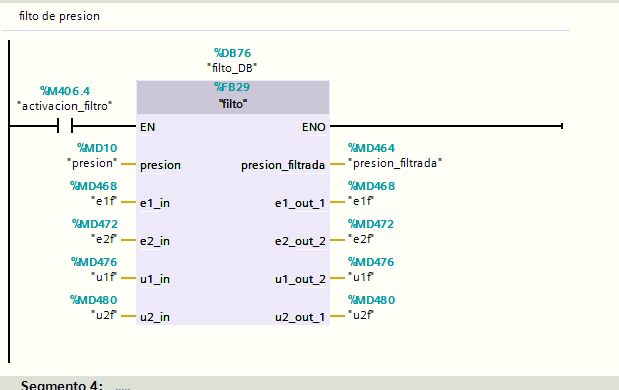 filto de presion
%DB76
"filto_DB"
%M406.4
"activacion_filtro"
%FB29
"filto"
EN
ENO
%MD10
"presion"
presion
presion_filtrada
%MD464
"presion_filtrada"
%MD468
"e1f"
e1_in
e1_out_1
%MD468
"e1f"
%MD472
"e2f"
e2_in
e2_out_2
%MD472
"e2f"
%MD476
"u1f"
u1_in
u1_out_2
%MD476
"u1f"
%MD480
"u2f"
u2_in
u2_out_1
%MD480
"u2f"
Segmento 4: .....